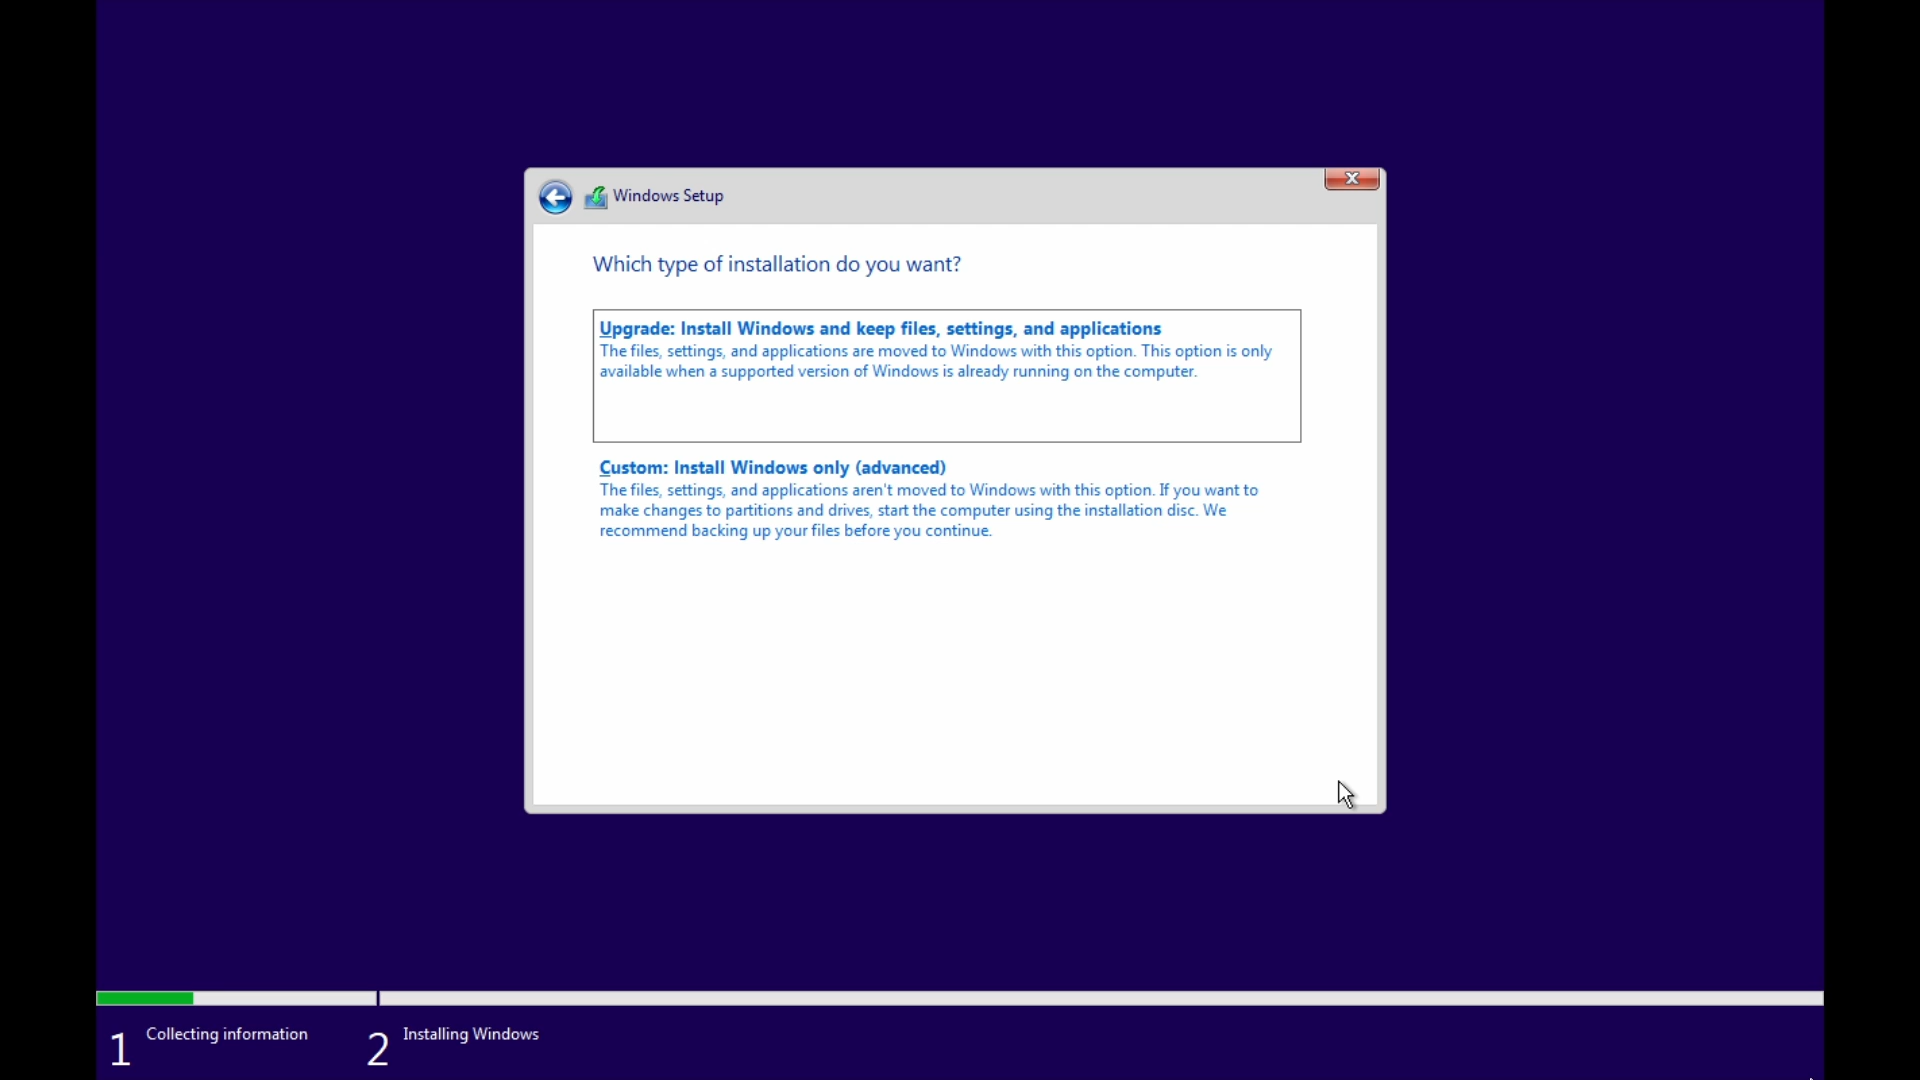 Windows Setup
Which type of installation do you want?
Upgrade: Install Windows and keep files, settings, and applications
The files, settings, and applications are moved to Windows with this option. This option is only
available when a supported version of Windows is already running on the computer.
Custom: Install Windows only (advanced)
The files, settings, and applications aren't moved to Windows with this option. If you want to
make changes to partitions and drives, start the computer using the installation disc. We
recommend backing up your files before you continue.
1 Collecting information
2 Installing Windows